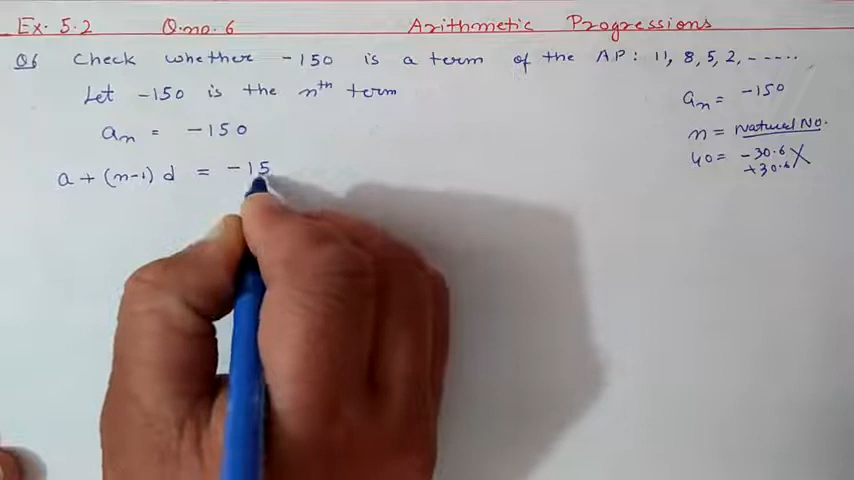 Ex. 5.2 Q.no. 6 Arithmetic Progressions
Q6 Check whether -150 is a term of the AP: 11, 8, 5, 2, -----
Let -150 is the nth term
an = -150
a + (n-1) d = -15
an = -150
n = Natural No.
40 = -30.6 X
+30.6